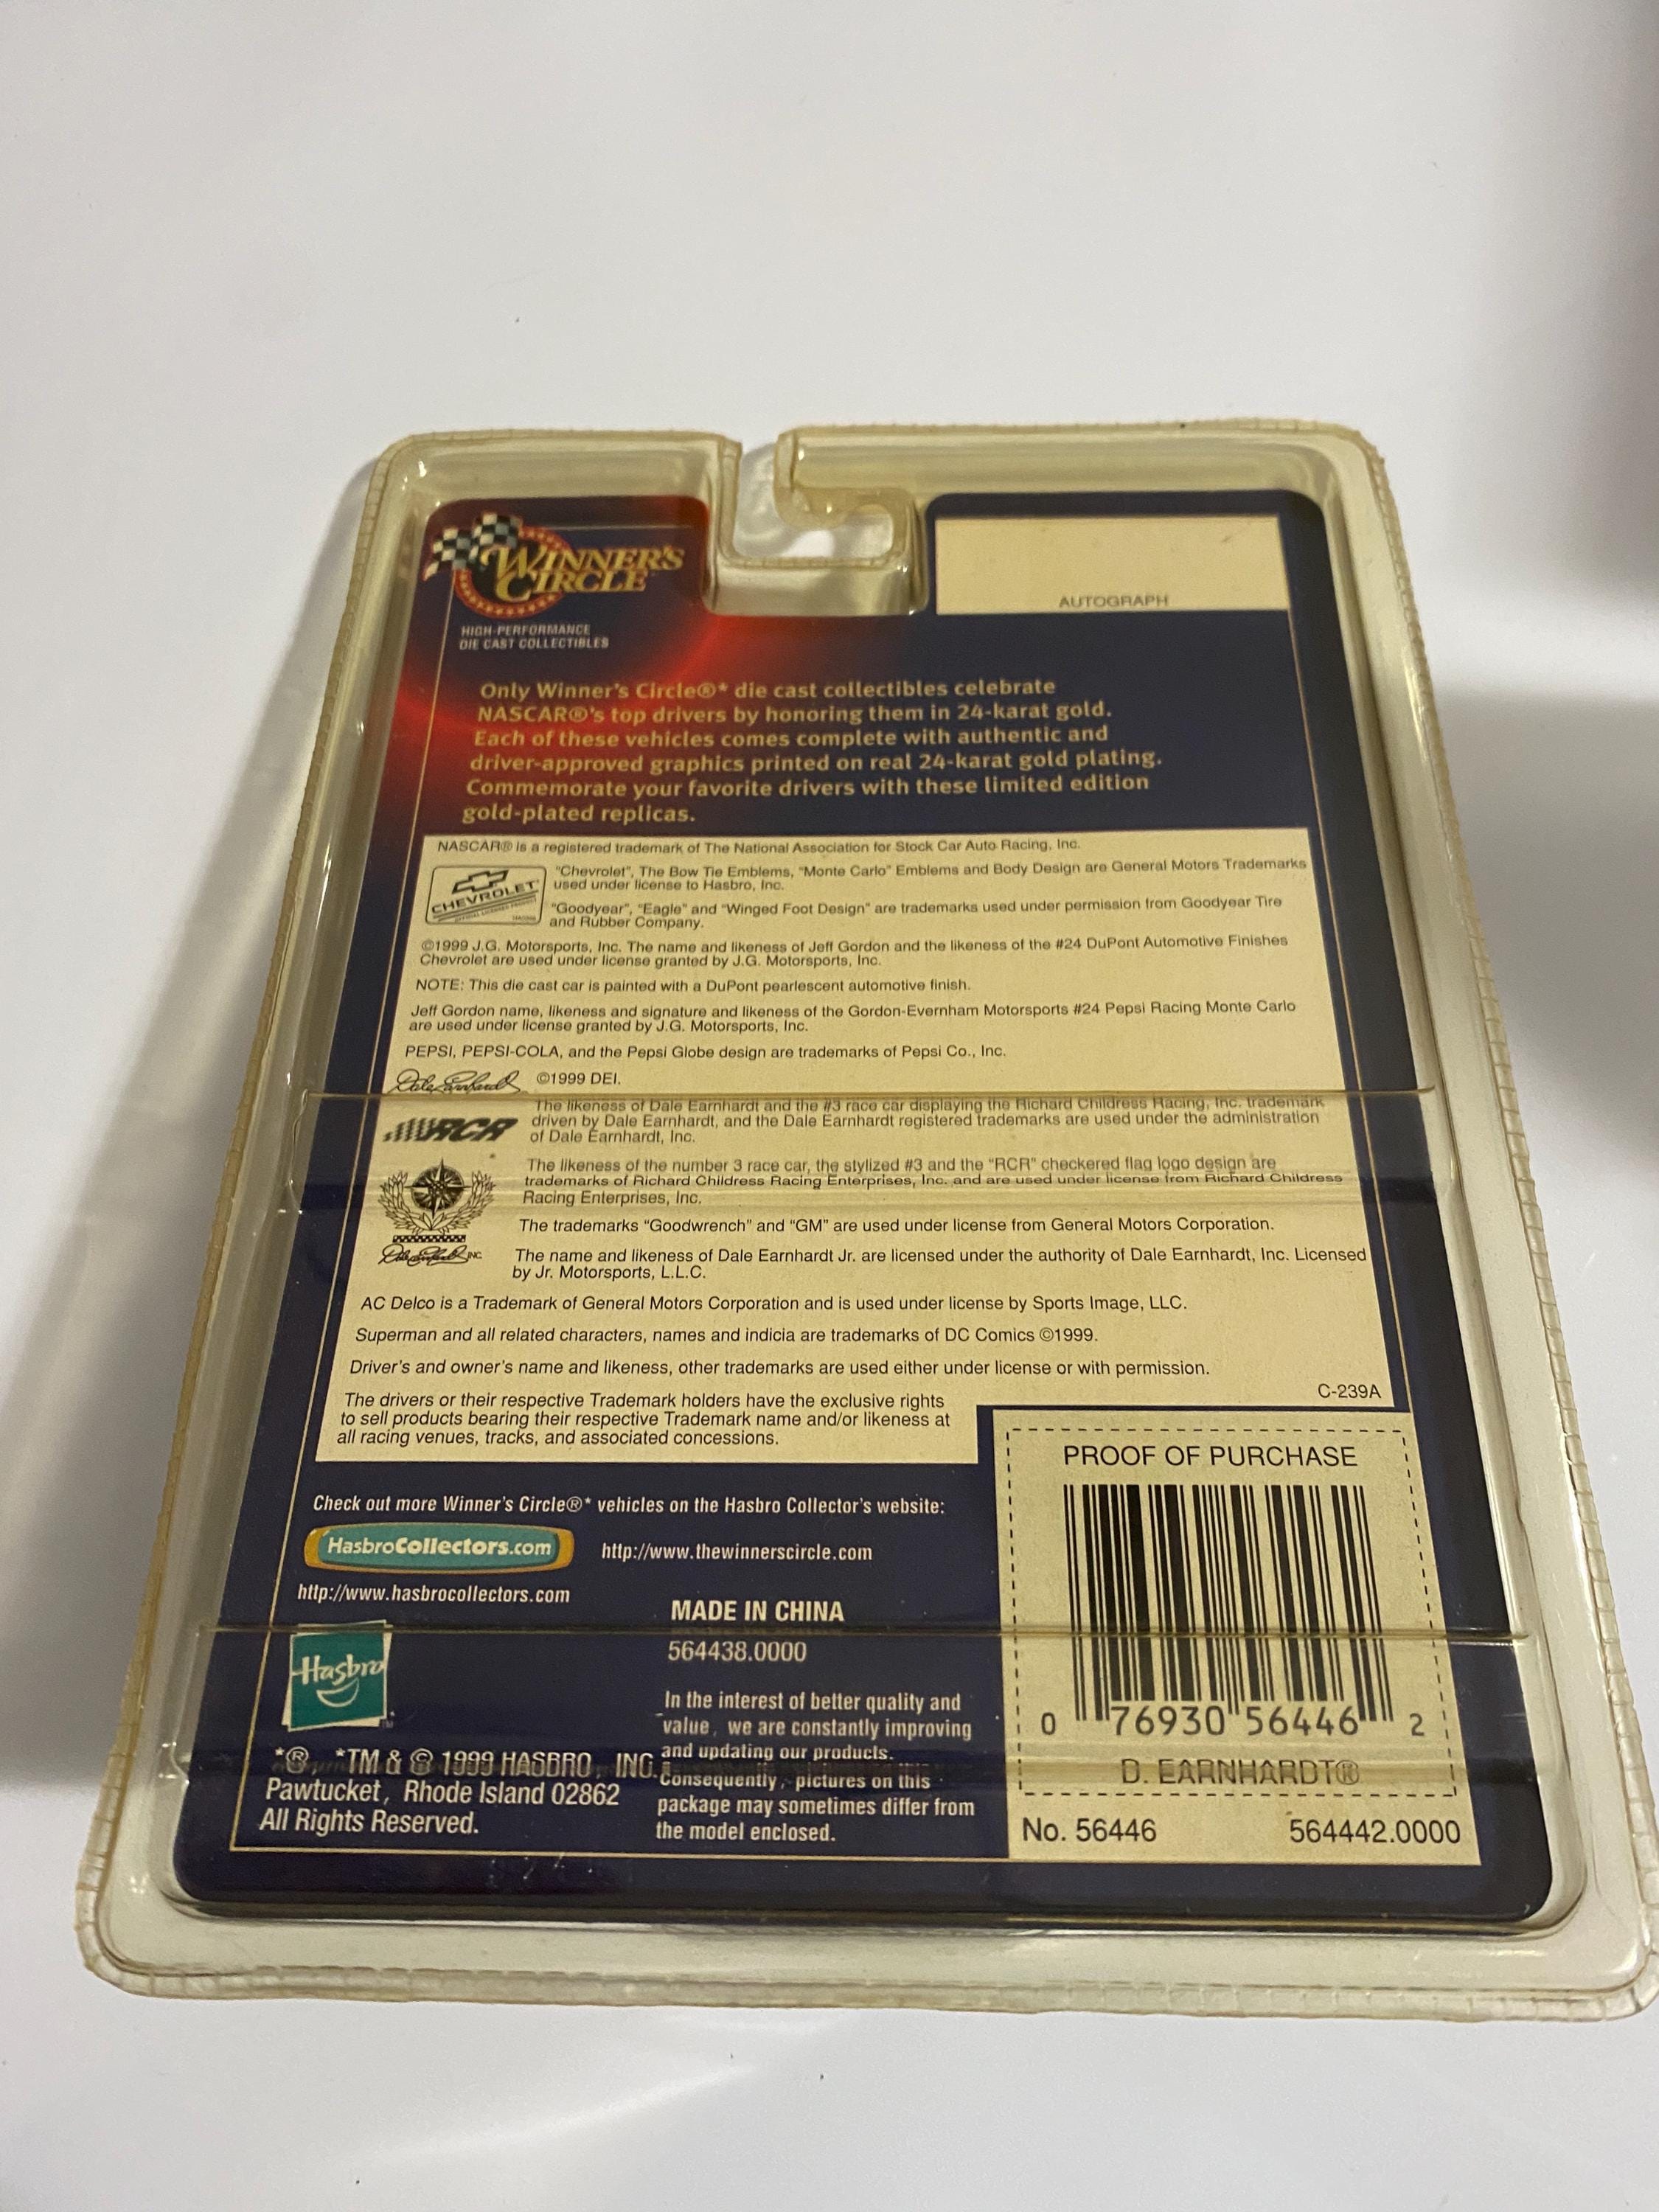 WINNER'S
CIRCLE
HIGH-PERFORMANCE
DIE CAST COLLECTIBLES
AUTOGRAPH
Only Winner's Circle®* die cast collectibles celebrate
NASCAR®'s top drivers by honoring them in 24-karat gold.
Each of these vehicles comes complete with authentic and
driver-approved graphics printed on real 24-karat gold plating.
Commemorate your favorite drivers with these limited edition
gold-plated replicas.
NASCAR® is a registered trademark of The National Association for Stock Car Auto Racing, Inc.
CHEVROLET
"Chevrolet", The Bow Tie Emblems, "Monte Carlo" Emblems and Body Design are General Motors Trademarks
used under license to Hasbro, Inc.
"Goodyear", "Eagle" and "Winged Foot Design" are trademarks used under permission from Goodyear Tire
and Rubber Company.
©1999 J.G. Motorsports, Inc. The name and likeness of Jeff Gordon and the likeness of the #24 DuPont Automotive Finishes
Chevrolet are used under license granted by J.G. Motorsports, Inc.
NOTE: This die cast car is painted with a DuPont pearlescent automotive finish.
Jeff Gordon name, likeness and signature and likeness of the Gordon-Evernham Motorsports #24 Pepsi Racing Monte Carlo
are used under license granted by J.G. Motorsports, Inc.
PEPSI, PEPSI-COLA, and the Pepsi Globe design are trademarks of Pepsi Co., Inc.
Dale Earnhardt ©1999 DEI.
RCR
The likeness of Dale Earnhardt and the #3 race car displaying the Richard Childress Racing, Inc. trademark
driven by Dale Earnhardt, and the Dale Earnhardt registered trademarks are used under the administration
of Dale Earnhardt, Inc.
The likeness of the number 3 race car, the stylized #3 and the "RCR" checkered flag logo design are
trademarks of Richard Childress Racing Enterprises, Inc. and are used under license from Richard Childress
Racing Enterprises, Inc.
The trademarks "Goodwrench" and "GM" are used under license from General Motors Corporation.
Dale Earnhardt INC.
The name and likeness of Dale Earnhardt Jr. are licensed under the authority of Dale Earnhardt, Inc. Licensed
by Jr. Motorsports, L.L.C.
AC Delco is a Trademark of General Motors Corporation and is used under license by Sports Image, LLC.
Superman and all related characters, names and indicia are trademarks of DC Comics ©1999.
Driver's and owner's name and likeness, other trademarks are used either under license or with permission.
C-239A
The drivers or their respective Trademark holders have the exclusive rights
to sell products bearing their respective Trademark name and/or likeness at
all racing venues, tracks, and associated concessions.
Check out more Winner's Circle®* vehicles on the Hasbro Collector's website:
HasbroCollectors.com
http://www.thewinnerscircle.com
http://www.hasbrocollectors.com
Hasbro
TM
*®, *TM & © 1999 HASBRO, INC.
Pawtucket, Rhode Island 02862
All Rights Reserved.
MADE IN CHINA
564438.0000
In the interest of better quality and
value, we are constantly improving
and updating our products.
Consequently, pictures on this
package may sometimes differ from
the model enclosed.
PROOF OF PURCHASE
0 76930 56446 2
D. EARNHARDT®
No. 56446 564442.0000